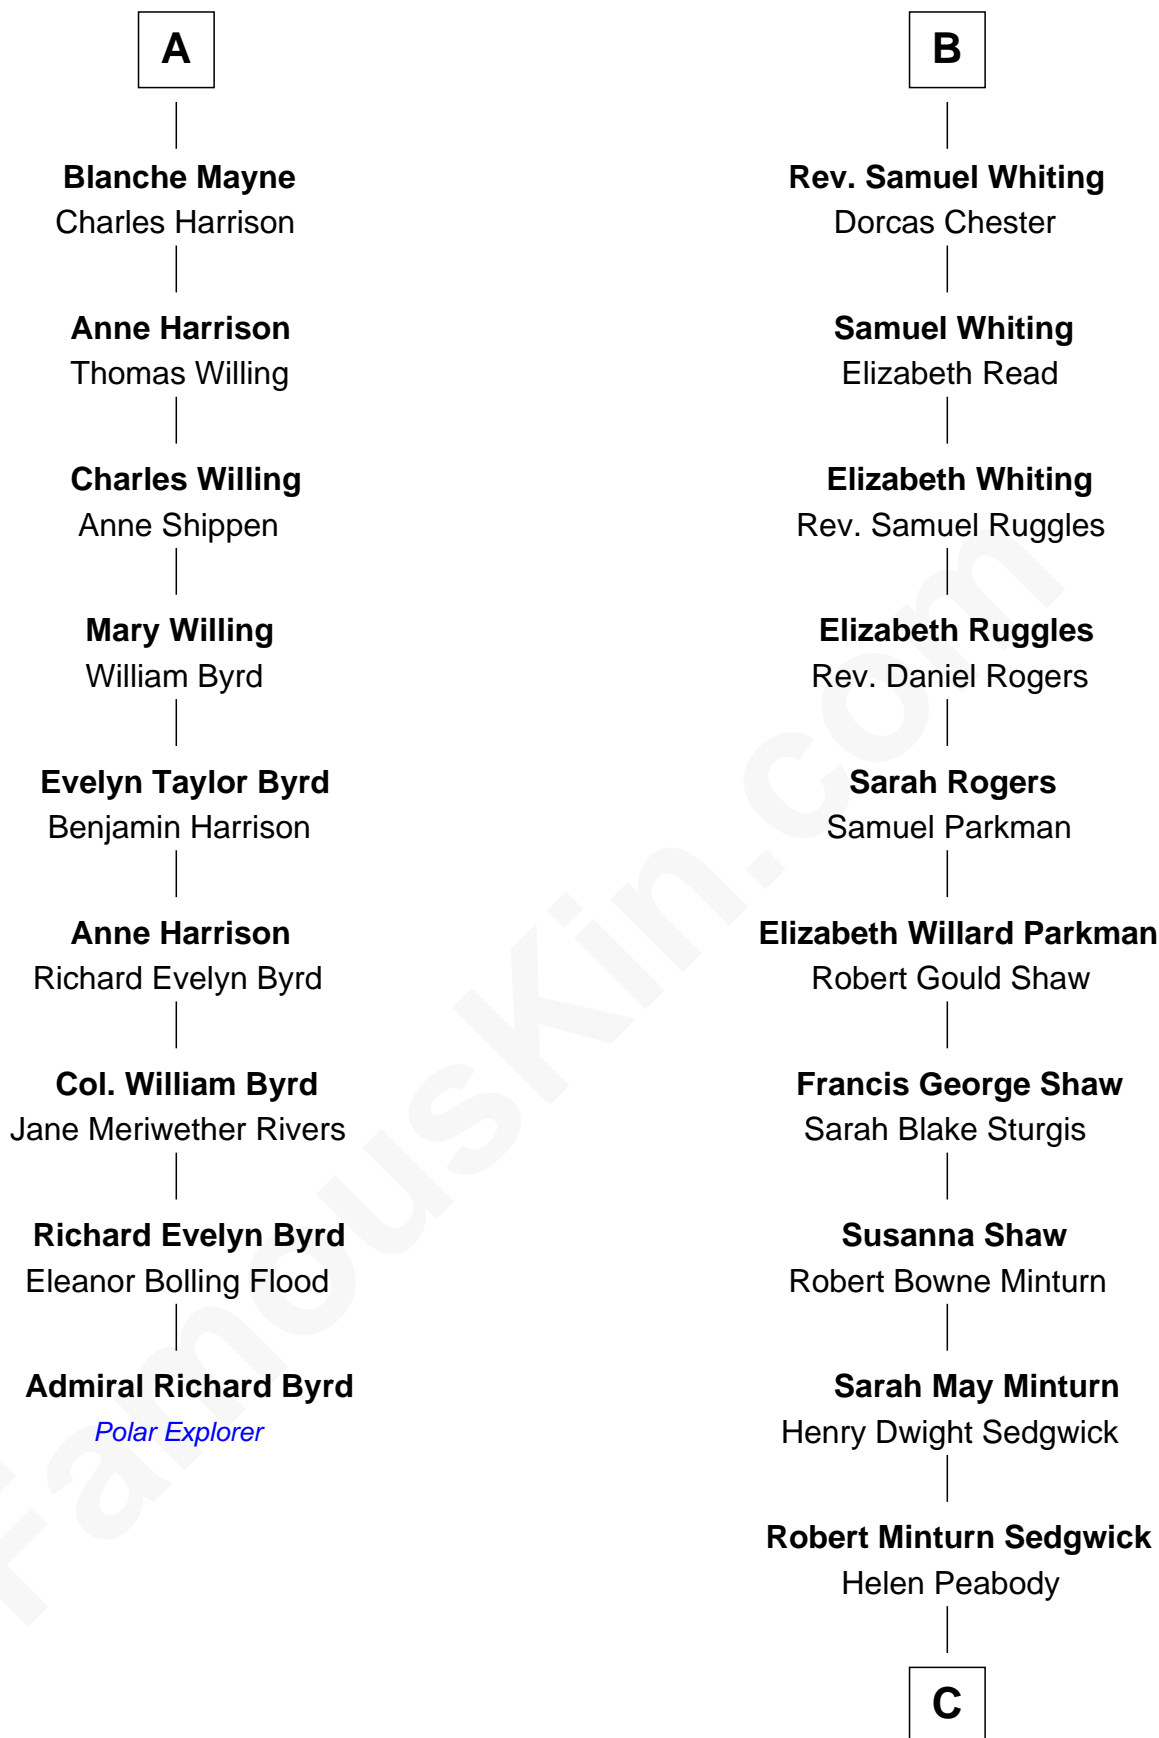 A
Blanche Mayne
Charles Harrison
Anne Harrison
Thomas Willing
Charles Willing
Anne Shippen
Mary Willing
William Byrd
Evelyn Taylor Byrd
Benjamin Harrison
Anne Harrison
Richard Evelyn Byrd
Col. William Byrd
Jane Meriwether Rivers
Richard Evelyn Byrd
Eleanor Bolling Flood
Admiral Richard Byrd
Polar Explorer
B
Rev. Samuel Whiting
Dorcas Chester
Samuel Whiting
Elizabeth Read
Elizabeth Whiting
Rev. Samuel Ruggles
Elizabeth Ruggles
Rev. Daniel Rogers
Sarah Rogers
Samuel Parkman
Elizabeth Willard Parkman
Robert Gould Shaw
Francis George Shaw
Sarah Blake Sturgis
Susanna Shaw
Robert Bowne Minturn
Sarah May Minturn
Henry Dwight Sedgwick
Robert Minturn Sedgwick
Helen Peabody
C
FamousKin.com